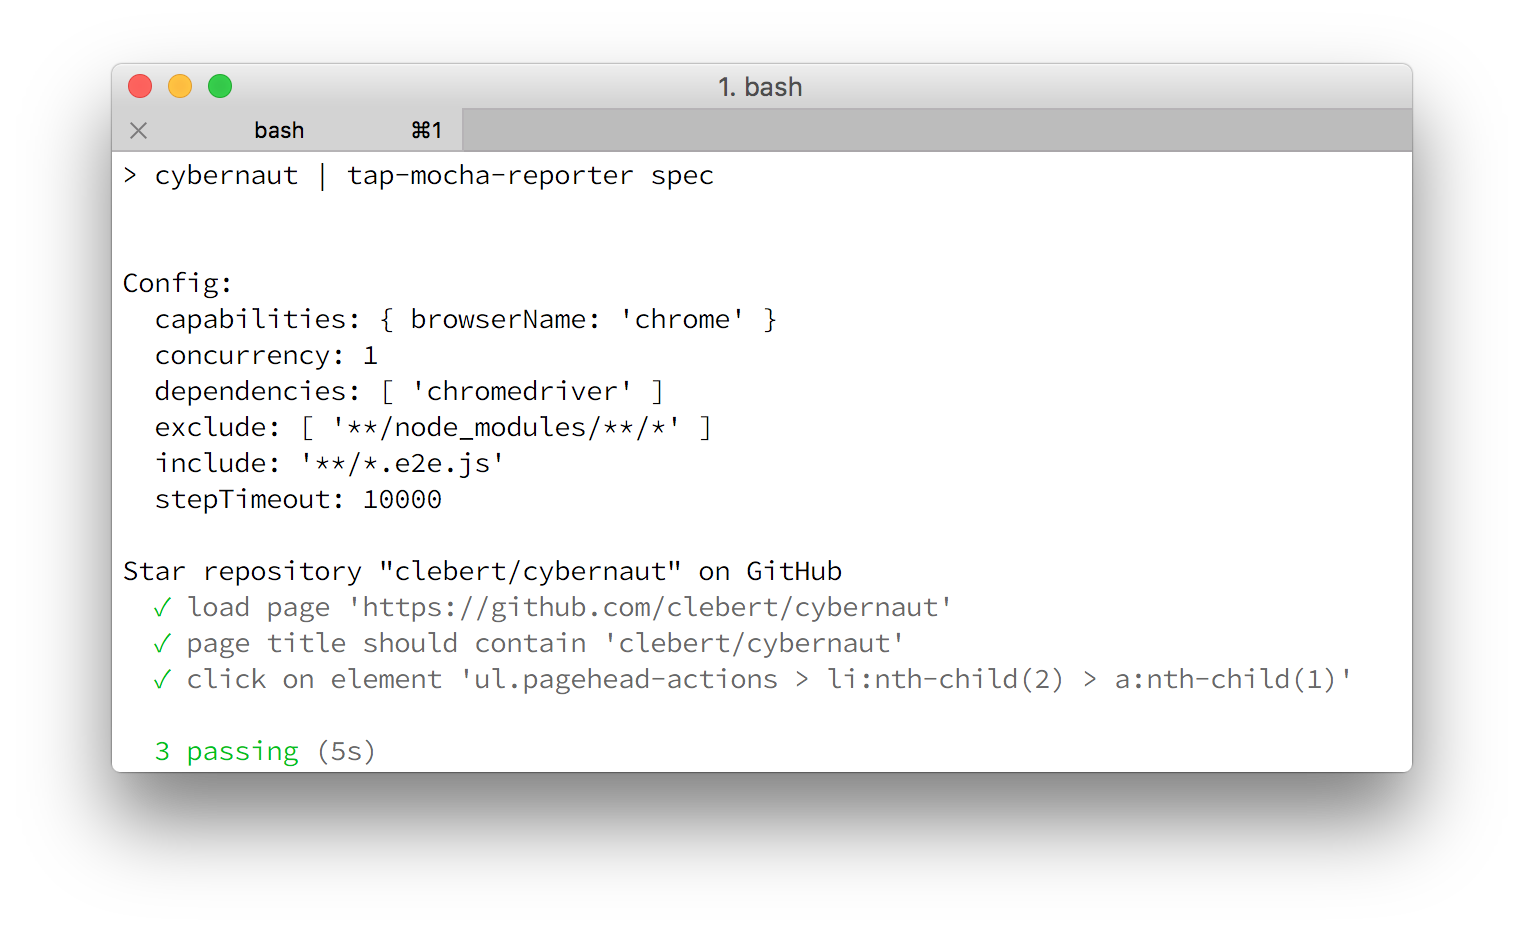 1. bash
bash ⌘1
> cybernaut | tap-mocha-reporter spec
Config:
capabilities: { browserName: 'chrome' }
concurrency: 1
dependencies: [ 'chromedriver' ]
exclude: [ '**/node_modules/**/*' ]
include: '**/*.e2e.js'
stepTimeout: 10000
Star repository "clebert/cybernaut" on GitHub
✓ load page 'https://github.com/clebert/cybernaut'
✓ page title should contain 'clebert/cybernaut'
✓ click on element 'ul.pagehead-actions > li:nth-child(2) > a:nth-child(1)'
3 passing (5s)